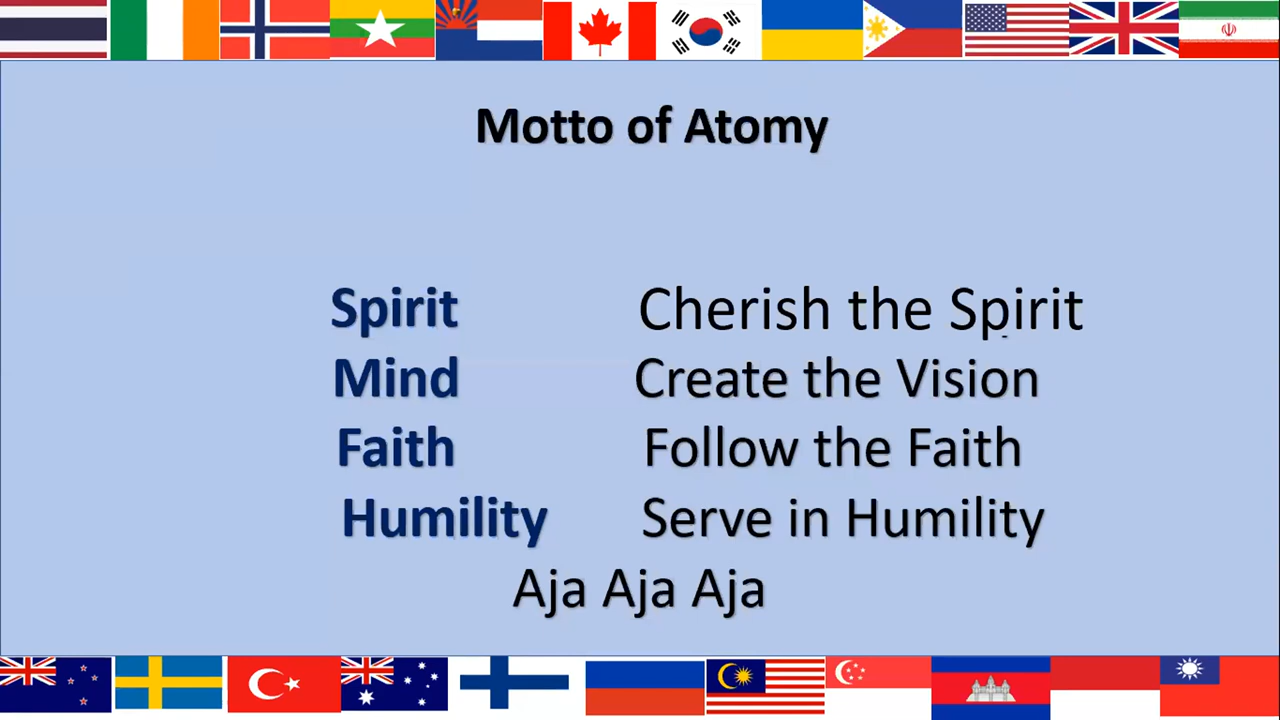 Motto of Atomy
Spirit Cherish the Spirit
Mind Create the Vision
Faith Follow the Faith
Humility Serve in Humility
Aja Aja Aja